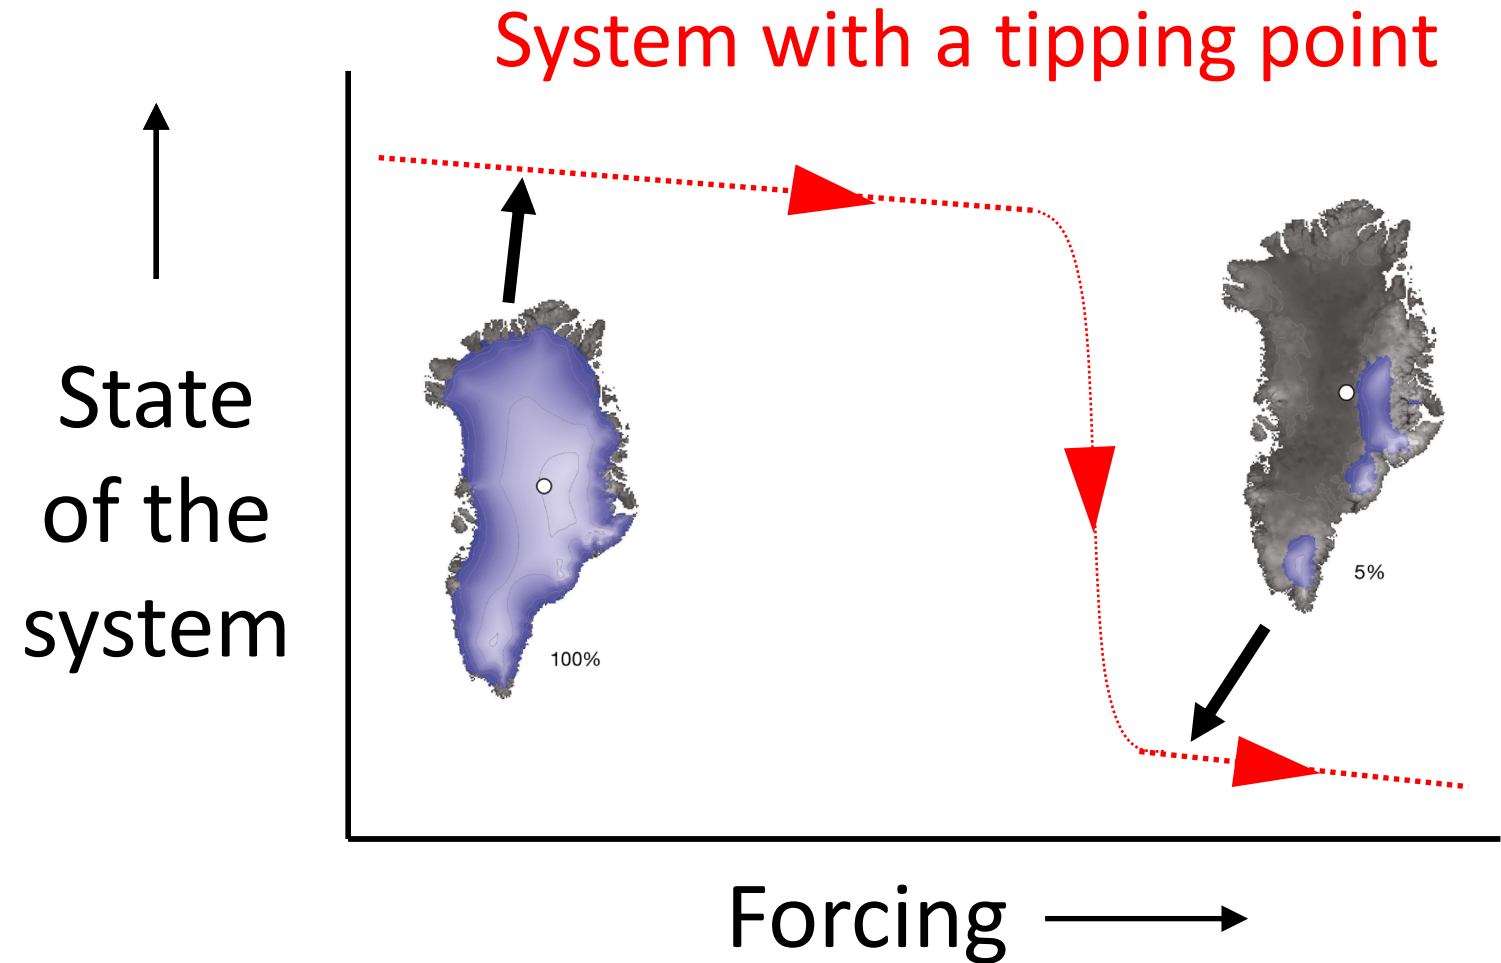 System with a tipping point
State
of the
system
100%
5%
Forcing